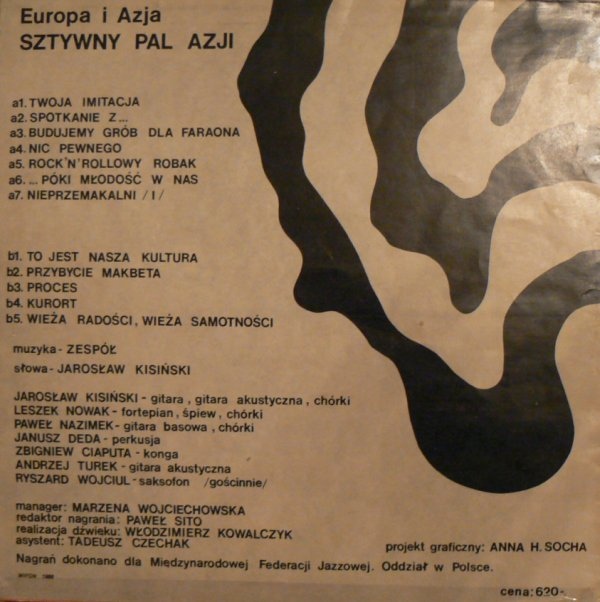 Europa i Azja
SZTYWNY PAL AZJI
a1. TWOJA IMITACJA
a2. SPOTKANIE Z...
a3. BUDUJEMY GRÓB DLA FARAONA
a4. NIC PEWNEGO
a5. ROCK'N'ROLLOWY ROBAK
a6. ... PÓKI MŁODOŚĆ W NAS
a7. NIEPRZEMAKALNI /I/
b1. TO JEST NASZA KULTURA
b2. PRZYBYCIE MAKBETA
b3. PROCES
b4. KURORT
b5. WIEŻA RADOŚCI, WIEŻA SAMOTNOŚCI
muzyka - ZESPÓŁ
słowa - JAROSŁAW KISIŃSKI
JAROSŁAW KISIŃSKI - gitara, gitara akustyczna, chórki
LESZEK NOWAK - fortepian, śpiew, chórki
PAWEŁ NAZIMEK - gitara basowa, chórki
JANUSZ DEDA - perkusja
ZBIGNIEW CIAPUTA - konga
ANDRZEJ TUREK - gitara akustyczna
RYSZARD WOJCIUL - saksofon /gościnnie/
manager: MARZENA WOJCIECHOWSKA
redaktor nagrania: PAWEŁ SITO
realizacja dźwieku: WŁODZIMIERZ KOWALCZYK
asystent: TADEUSZ CZECHAK
projekt graficzny: ANNA H. SOCHA
Nagrań dokonano dla Międzynarodowej Federacji Jazzowej. Oddział w Polsce.
cena: 620-